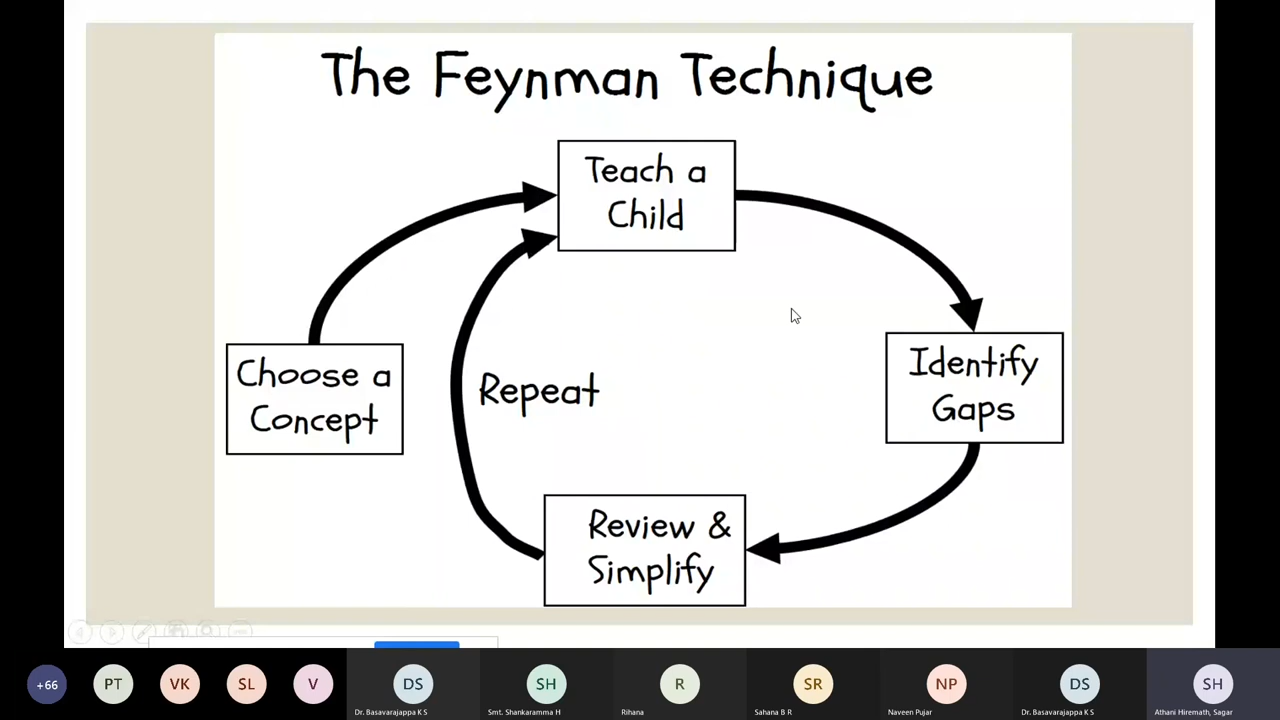 The Feynman Technique
Teach a
Child
Choose a
Concept
Repeat
Identify
Gaps
Review &
Simplify
+66
PT
VK
SL
V
DS
Dr. Basavarajappa K S
SH
Smt. Shankaramma H
R
Rihana
SR
Sahana B R
NP
Naveen Pujar
DS
Dr. Basavarajappa K S
SH
Athani Hiremath, Sagar